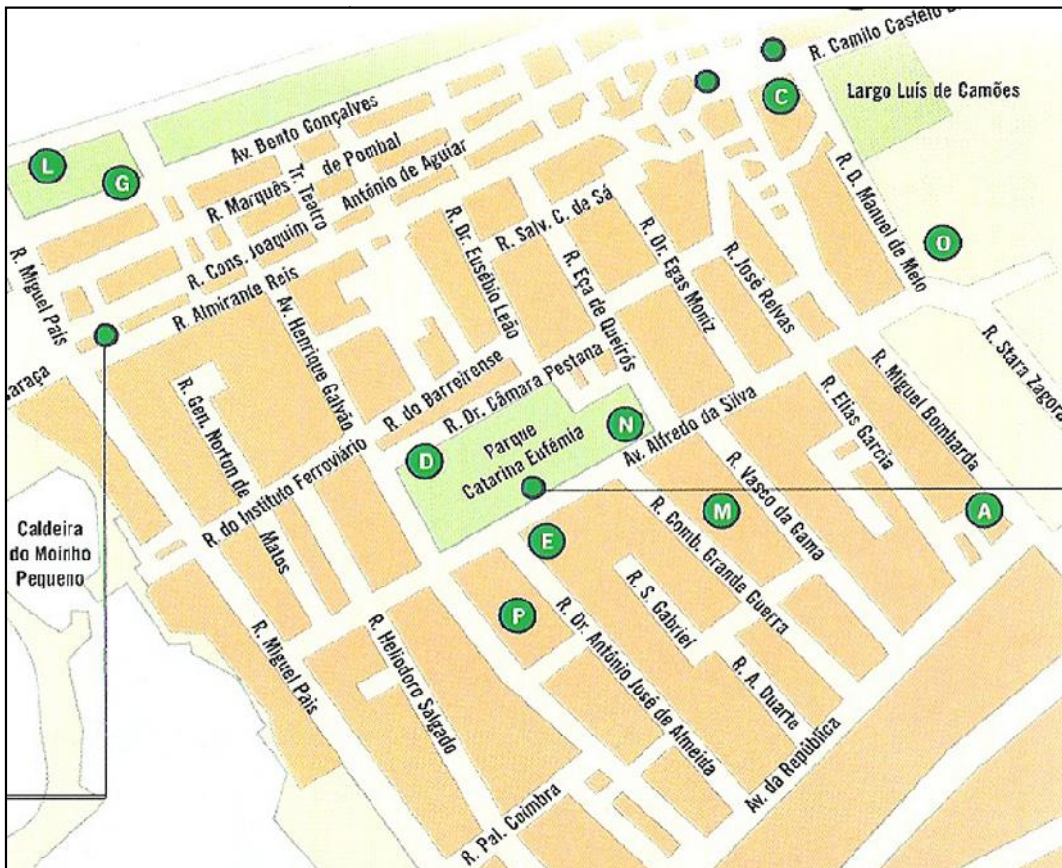 R. Camilo Castelo B
C
Largo Luís de Camões
Av. Bento Gonçalves
L
G
R. Marquês de Pombal
Tr. Teatro
R. Cons. Joaquim António de Aguiar
R. Salv. C. de Sá
R. D. Manuel de Melo
O
R. Miguel Pais
R. Almirante Reis
R. Dr. Eusébio Leão
R. Eça de Queirós
R. Dr. Egas Moniz
R. José Relvas
Av. Henrique Galvão
R. Stara Zagora
R. Gen. Norton de Matos
R. do Barreirense
R. Dr. Câmara Pestana
R. Elias Garcia
R. Miguel Bombarda
D
Parque
Catarina Eufémia
N
Av. Alfredo da Silva
R. do Instituto Ferroviário
R. Vasco da Gama
M
A
E
R. Comb. Grande Guerra
Caldeira
do Moinho
Pequeno
P
R. S. Gabriel
R. Miguel Pais
R. Heliodoro Salgado
R. Dr. António José de Almeida
R. A. Duarte
Av. da República
R. Pal. Coimbra